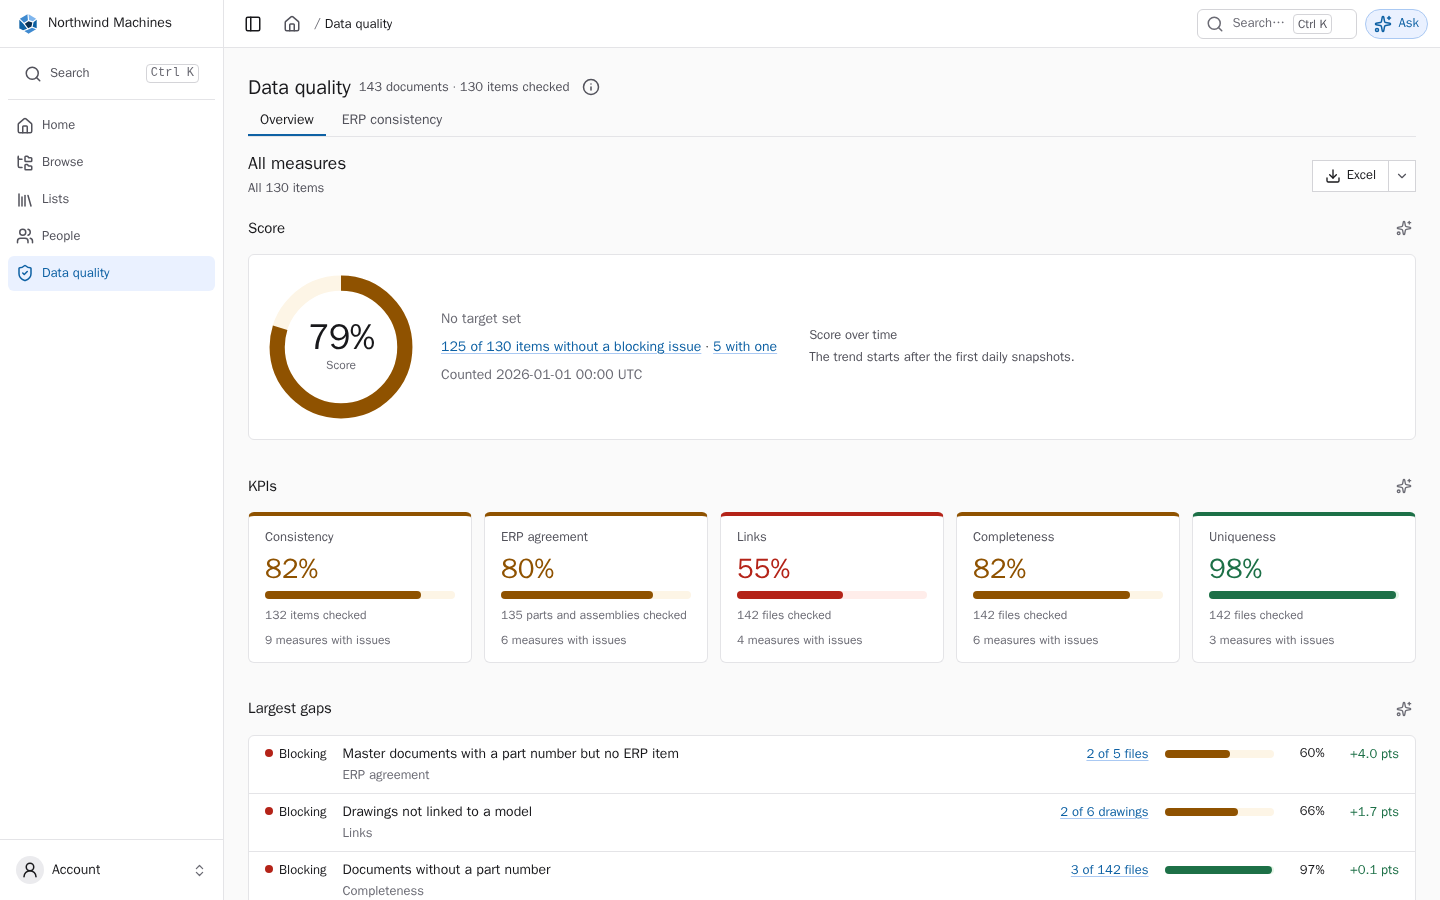 Northwind Machines
/ Data quality
Search… Ctrl K
Ask
Search Ctrl K
Home
Browse
Lists
People
Data quality
Account
Data quality 143 documents · 130 items checked
Overview ERP consistency
All measures
All 130 items
Excel
Score
79%
Score
No target set
125 of 130 items without a blocking issue · 5 with one
Counted 2026-01-01 00:00 UTC
Score over time
The trend starts after the first daily snapshots.
KPIs
Consistency
82%
132 items checked
9 measures with issues
ERP agreement
80%
135 parts and assemblies checked
6 measures with issues
Links
55%
142 files checked
4 measures with issues
Completeness
82%
142 files checked
6 measures with issues
Uniqueness
98%
142 files checked
3 measures with issues
Largest gaps
Blocking Master documents with a part number but no ERP item 2 of 5 files 60% +4.0 pts
ERP agreement
Blocking Drawings not linked to a model 2 of 6 drawings 66% +1.7 pts
Links
Blocking Documents without a part number 3 of 142 files 97% +0.1 pts
Completeness